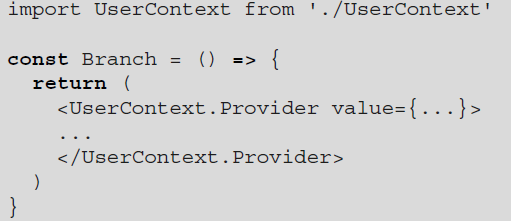 import UserContext from './UserContext'
const Branch = () => {
return (
<UserContext.Provider value={...}>
...
</UserContext.Provider>
)
}